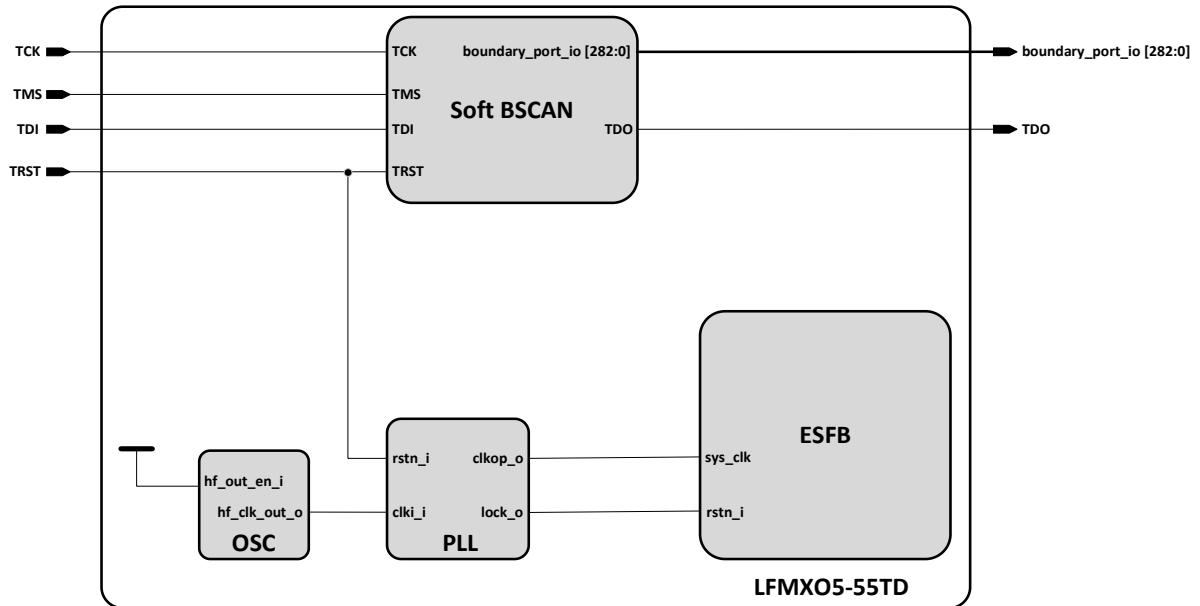 TCK
TCK
boundary_port_io [282:0]
boundary_port_io [282:0]
TMS
TMS
Soft BSCAN
TDI
TDI
TDO
TDO
TRST
TRST
ESFB
rstn_i
clkop_o
sys_clk
hf_out_en_i
hf_clk_out_o
clki_i
lock_o
rstn_i
OSC
PLL
LFMXO5-55TD